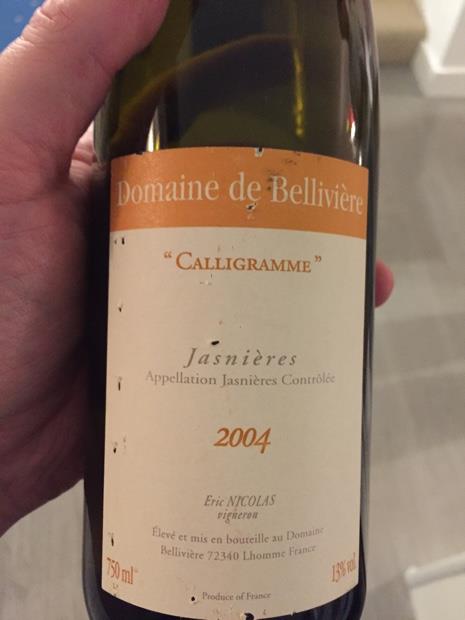 Domaine de Bellivière
“CALLIGRAMME”
Jasnières
Appellation Jasnières Contrôlée
2004
Eric NICOLAS
vigneron
Élevé et mis en bouteille au Domaine
Bellivière 72340 Lhomme France
750 ml
13% vol.
Produce of France